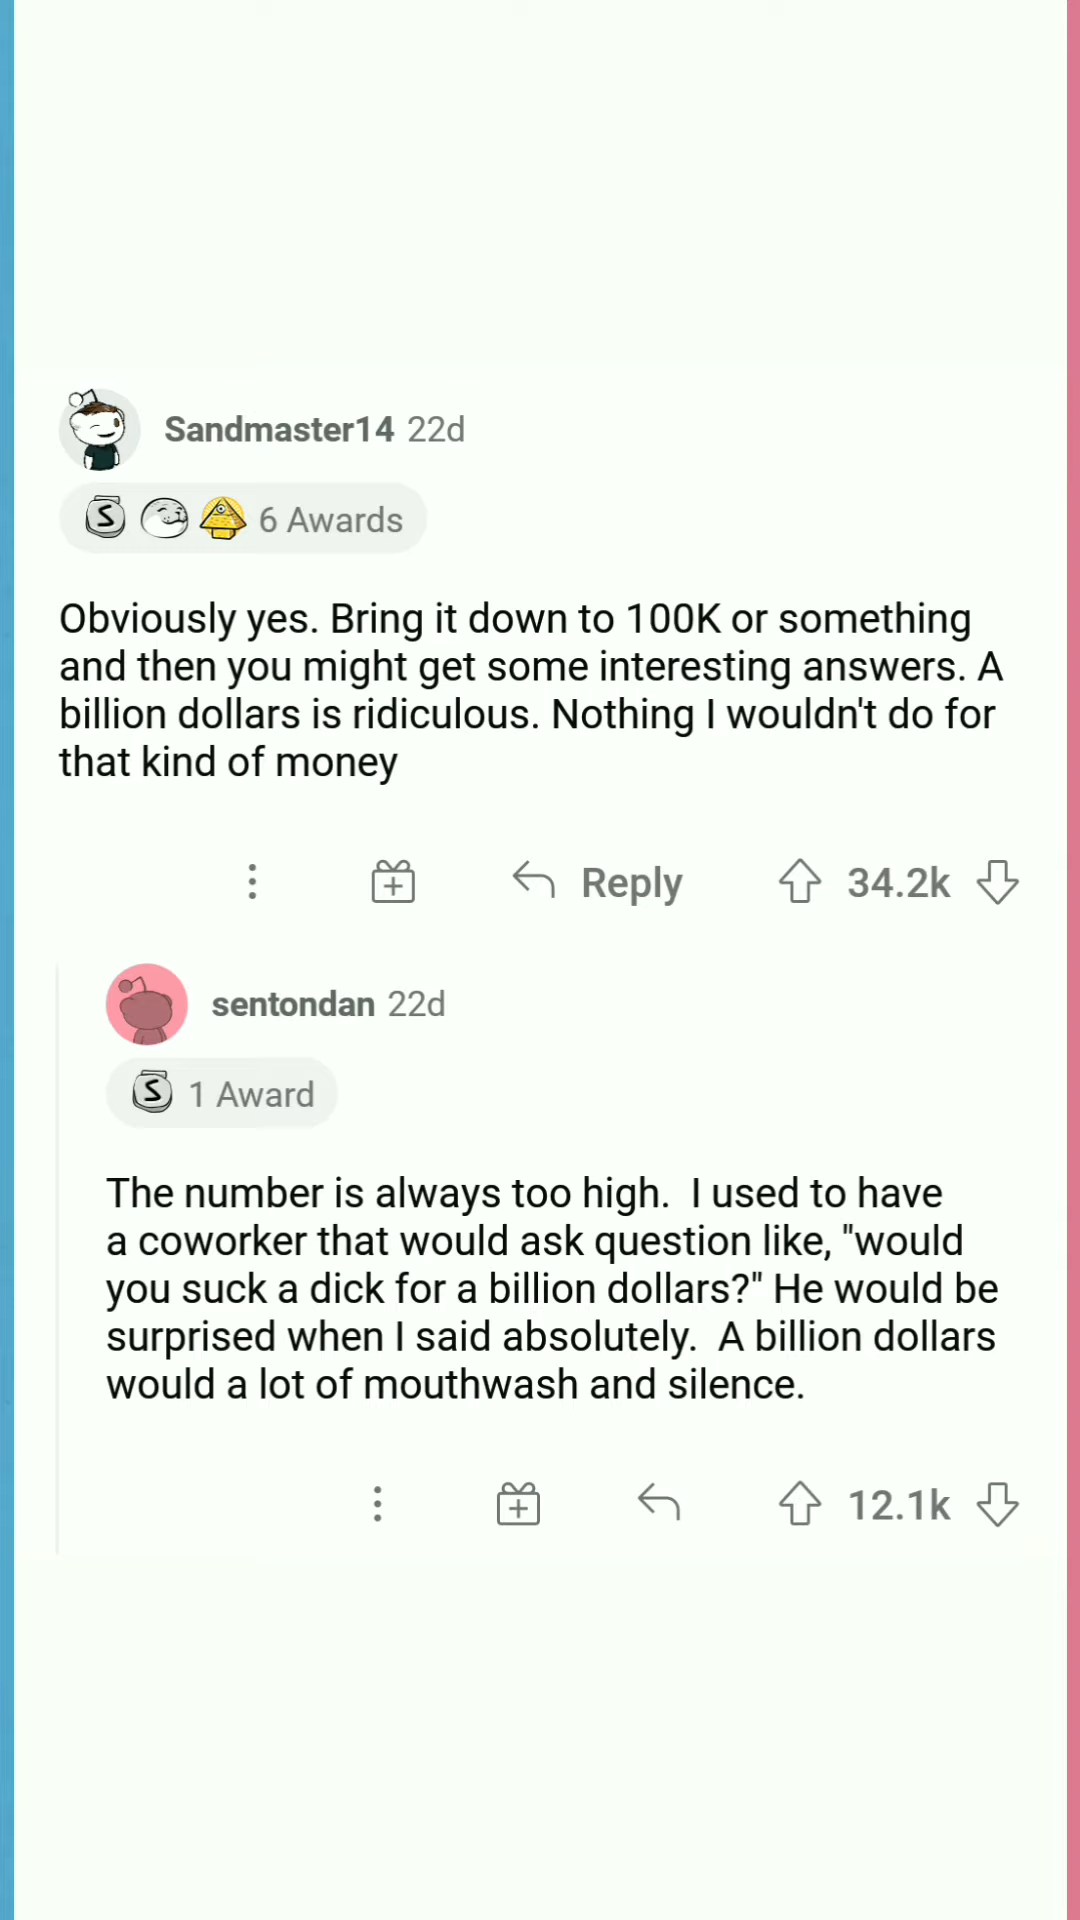 Sandmaster14 22d
S 6 Awards
Obviously yes. Bring it down to 100K or something
and then you might get some interesting answers. A
billion dollars is ridiculous. Nothing I wouldn't do for
that kind of money
Reply 34.2k
sentondan 22d
S 1 Award
The number is always too high.  I used to have
a coworker that would ask question like, "would
you suck a dick for a billion dollars?" He would be
surprised when I said absolutely.  A billion dollars
would a lot of mouthwash and silence.
12.1k